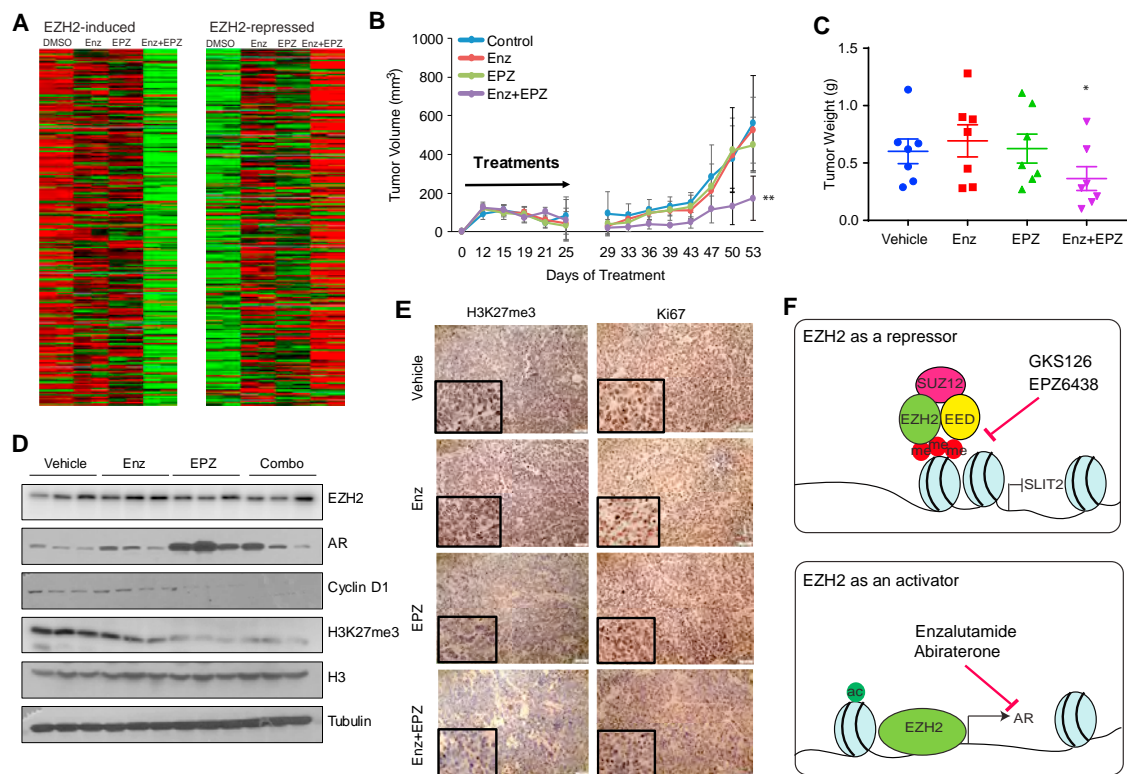 A
EZH2-induced
EZH2-repressed
DMSO Enz EPZ Enz+EPZ
DMSO Enz EPZ Enz+EPZ
B
1000
800
600
400
200
0
Tumor Volume (mm³)
Control
Enz
EPZ
Enz+EPZ
Treatments
**
0 12 15 19 21 25 29 33 36 39 43 47 50 53
Days of Treatment
C
1.5
1.0
0.5
0.0
Tumor Weight (g)
*
Vehicle Enz EPZ Enz+EPZ
D
Vehicle Enz EPZ Combo
EZH2
AR
Cyclin D1
H3K27me3
H3
Tubulin
E
H3K27me3 Ki67
Vehicle
Enz
EPZ
Enz+EPZ
F
EZH2 as a repressor
GKS126
EPZ6438
SUZ12
EZH2 EED
me me me
SLIT2
EZH2 as an activator
Enzalutamide
Abiraterone
ac
EZH2
AR